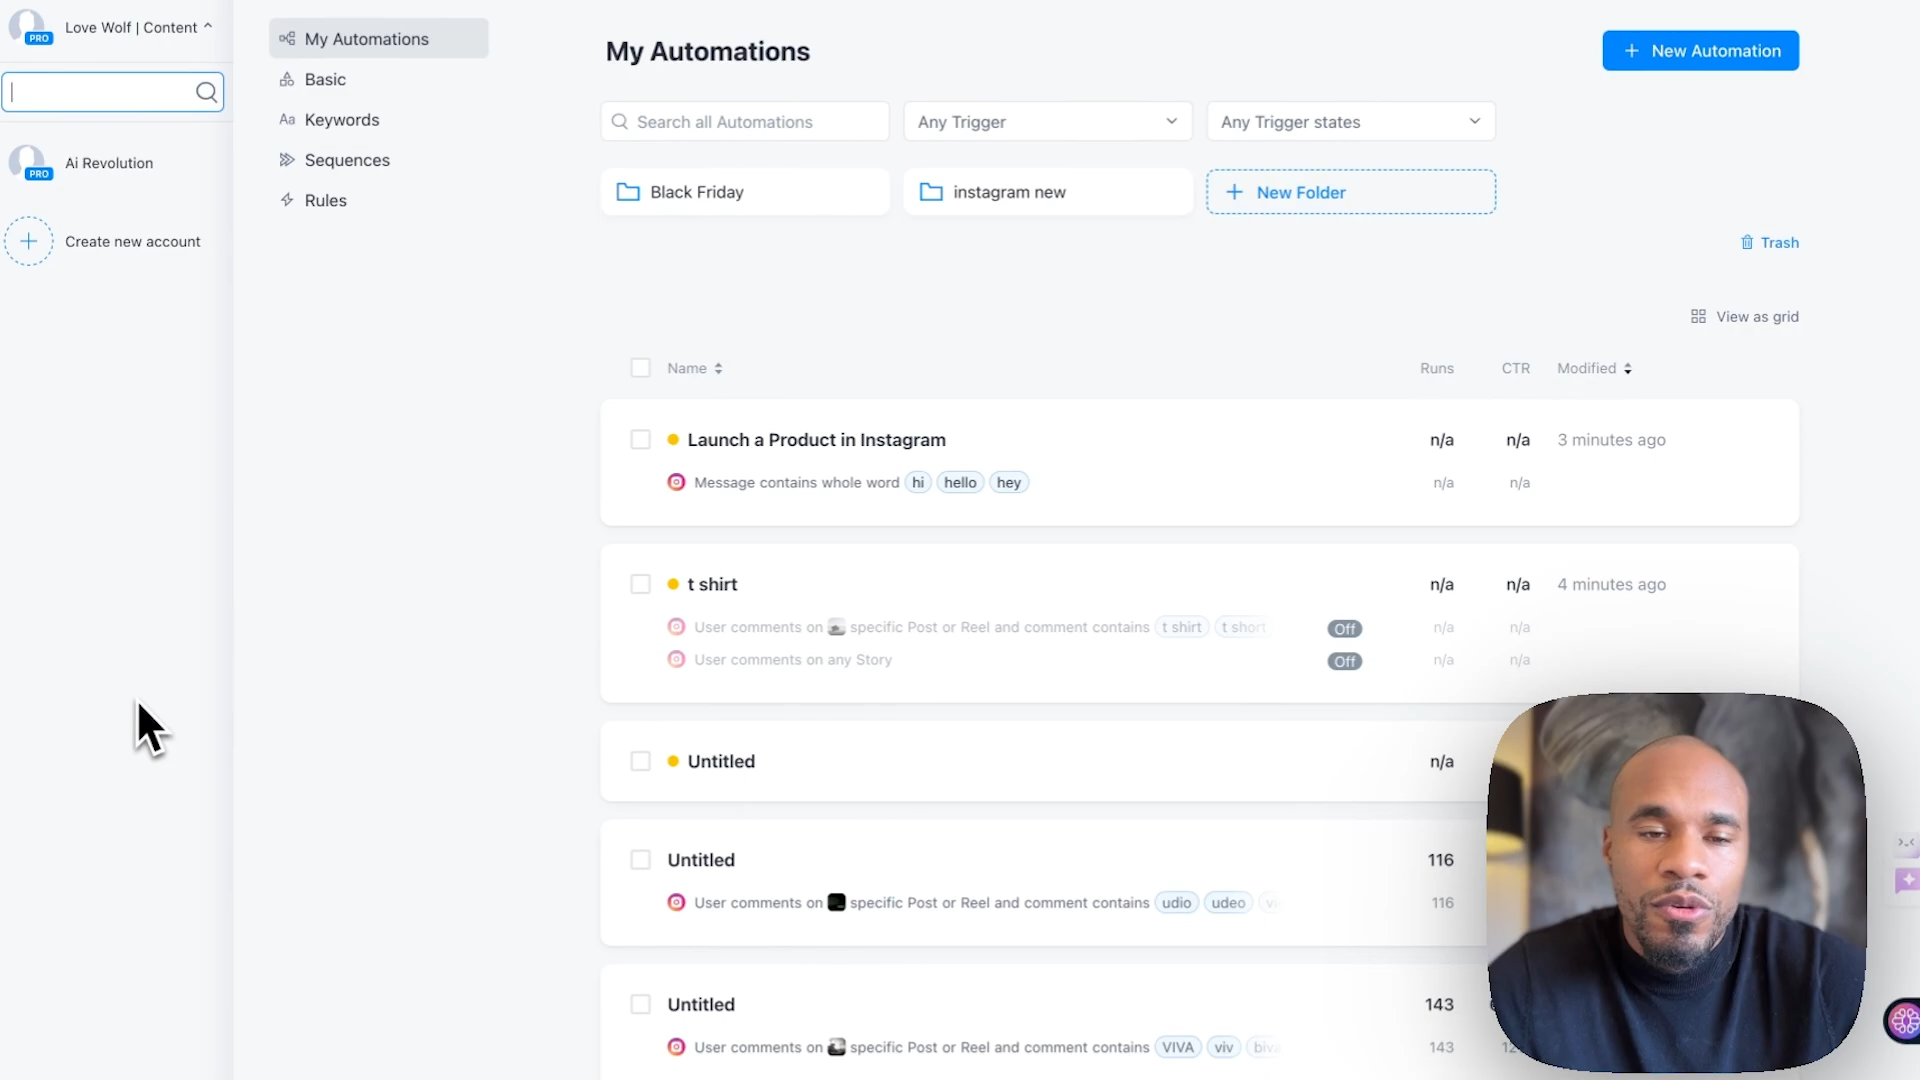 Love Wolf | Content
PRO
Ai Revolution
PRO
Create new account
My Automations
Basic
Aa Keywords
Sequences
Rules
My Automations
New Automation
Search all Automations
Any Trigger
Any Trigger states
Black Friday
instagram new
New Folder
Trash
View as grid
Name
Runs
CTR
Modified
Launch a Product in Instagram
n/a
n/a
3 minutes ago
Message contains whole word hi hello hey
n/a
n/a
t shirt
n/a
n/a
4 minutes ago
User comments on specific Post or Reel and comment contains t shirt t short
Off
n/a
n/a
User comments on any Story
Off
n/a
n/a
Untitled
n/a
Untitled
116
User comments on specific Post or Reel and comment contains udio udeo
116
Untitled
143
User comments on specific Post or Reel and comment contains VIVA viv
143